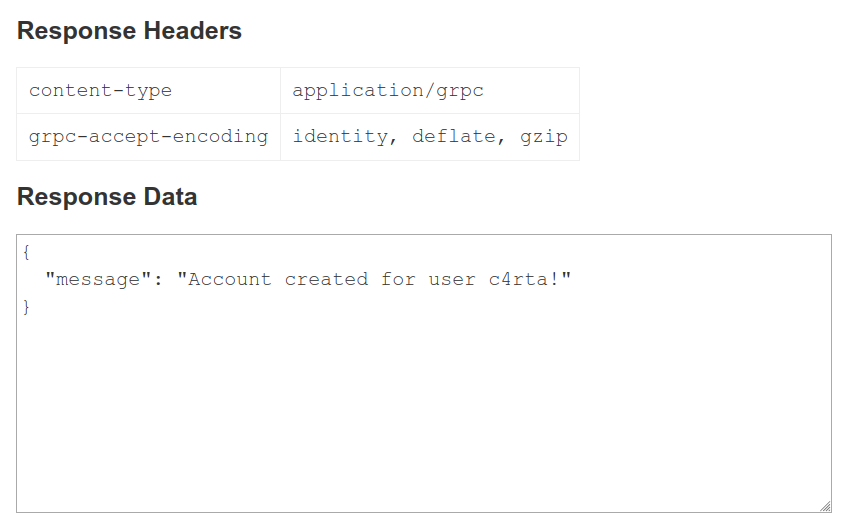 Response Headers
content-type application/grpc
grpc-accept-encoding identity, deflate, gzip
Response Data
{
  "message": "Account created for user c4rta!"
}